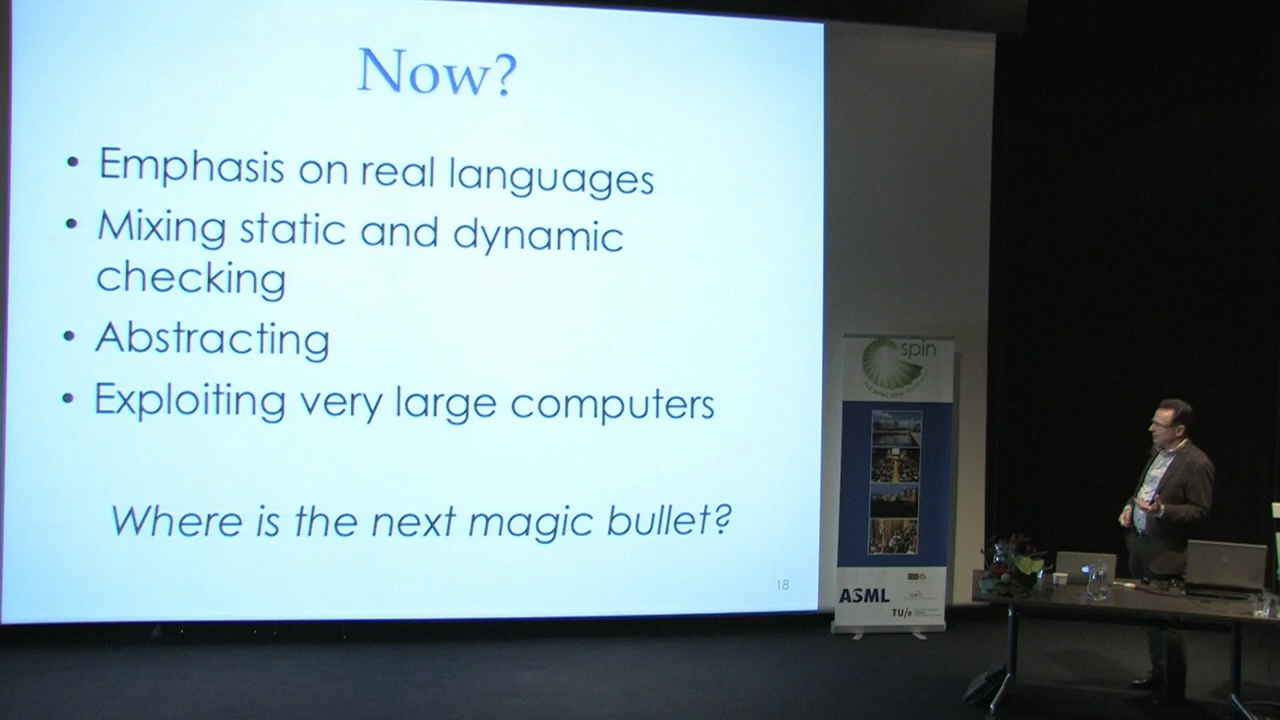 Now?
• Emphasis on real languages
• Mixing static and dynamic
checking
• Abstracting
• Exploiting very large computers
Where is the next magic bullet?
18
spin
ASML
TU/e